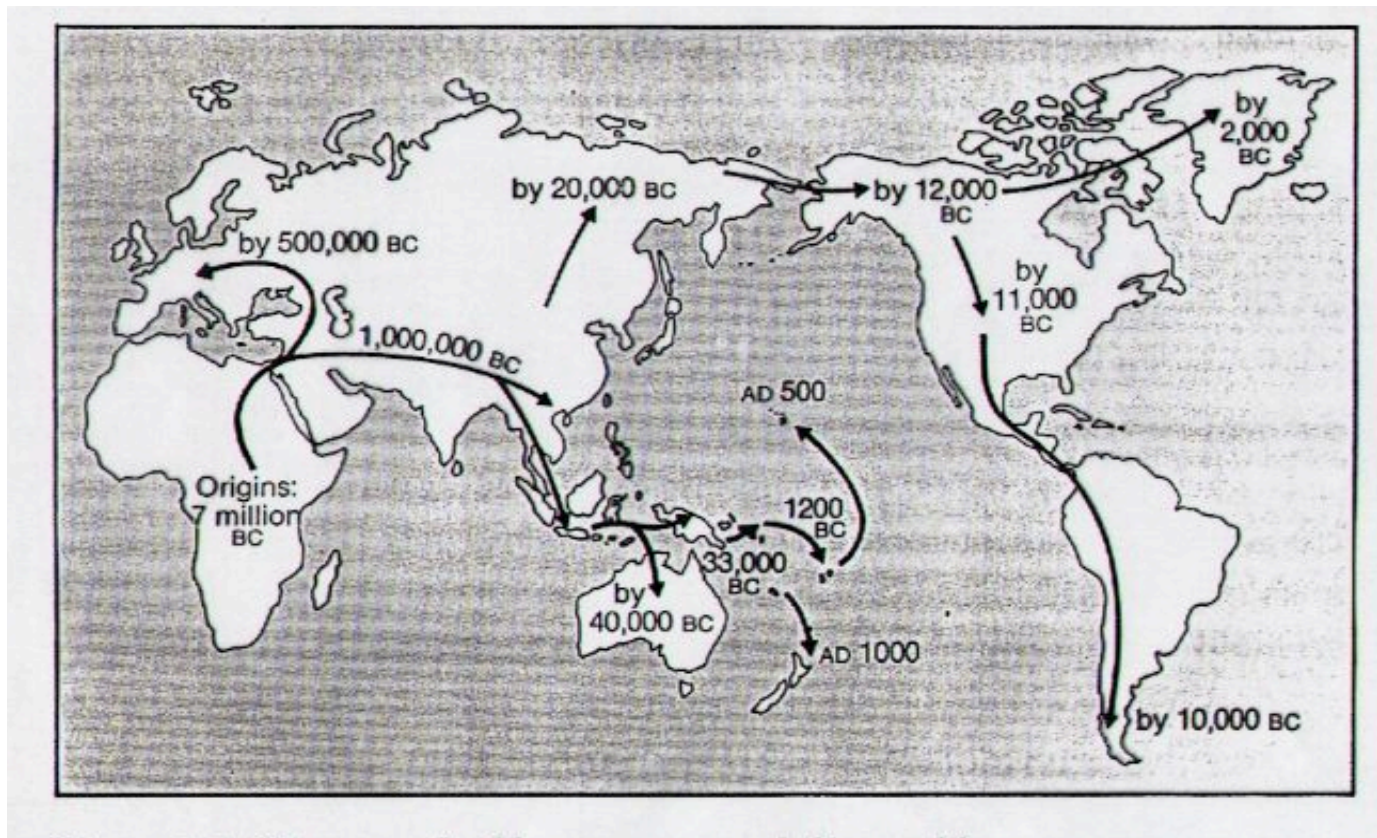 by
2,000
BC
by 20,000 BC
by 12,000
BC
by 500,000 BC
by
11,000
BC
1,000,000 BC
AD 500
Origins:
7 million
BC
1200
BC
33,000
BC
by
40,000 BC
AD 1000
by 10,000 BC